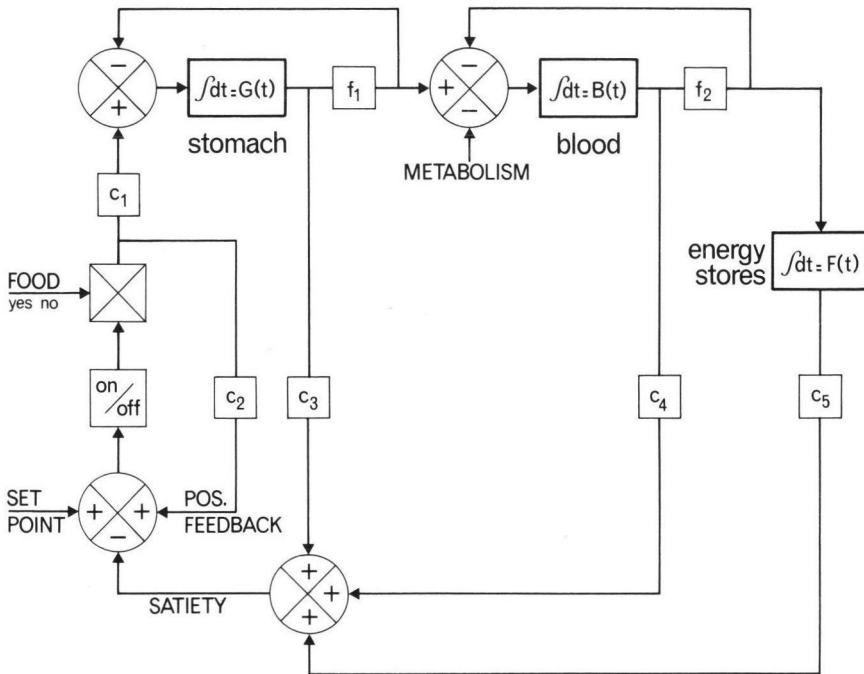 −
−
∫dt=G(t)
f₁
+
−
∫dt=B(t)
f₂
+
−
stomach
blood
METABOLISM
c₁
energy
stores
∫dt=F(t)
FOOD
yes no
on/off
c₂
c₃
c₄
c₅
SET
POINT
+
+
−
POS.
FEEDBACK
+
+
+
SATIETY